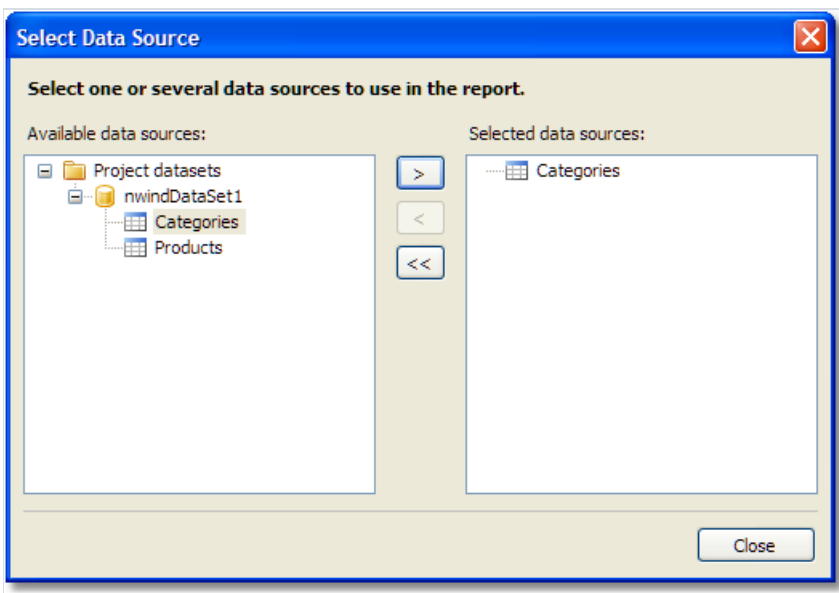 Select Data Source
Select one or several data sources to use in the report.
Available data sources:
Selected data sources:
Project datasets
nwindDataSet1
Categories
Products
>
<
<<
Categories
Close